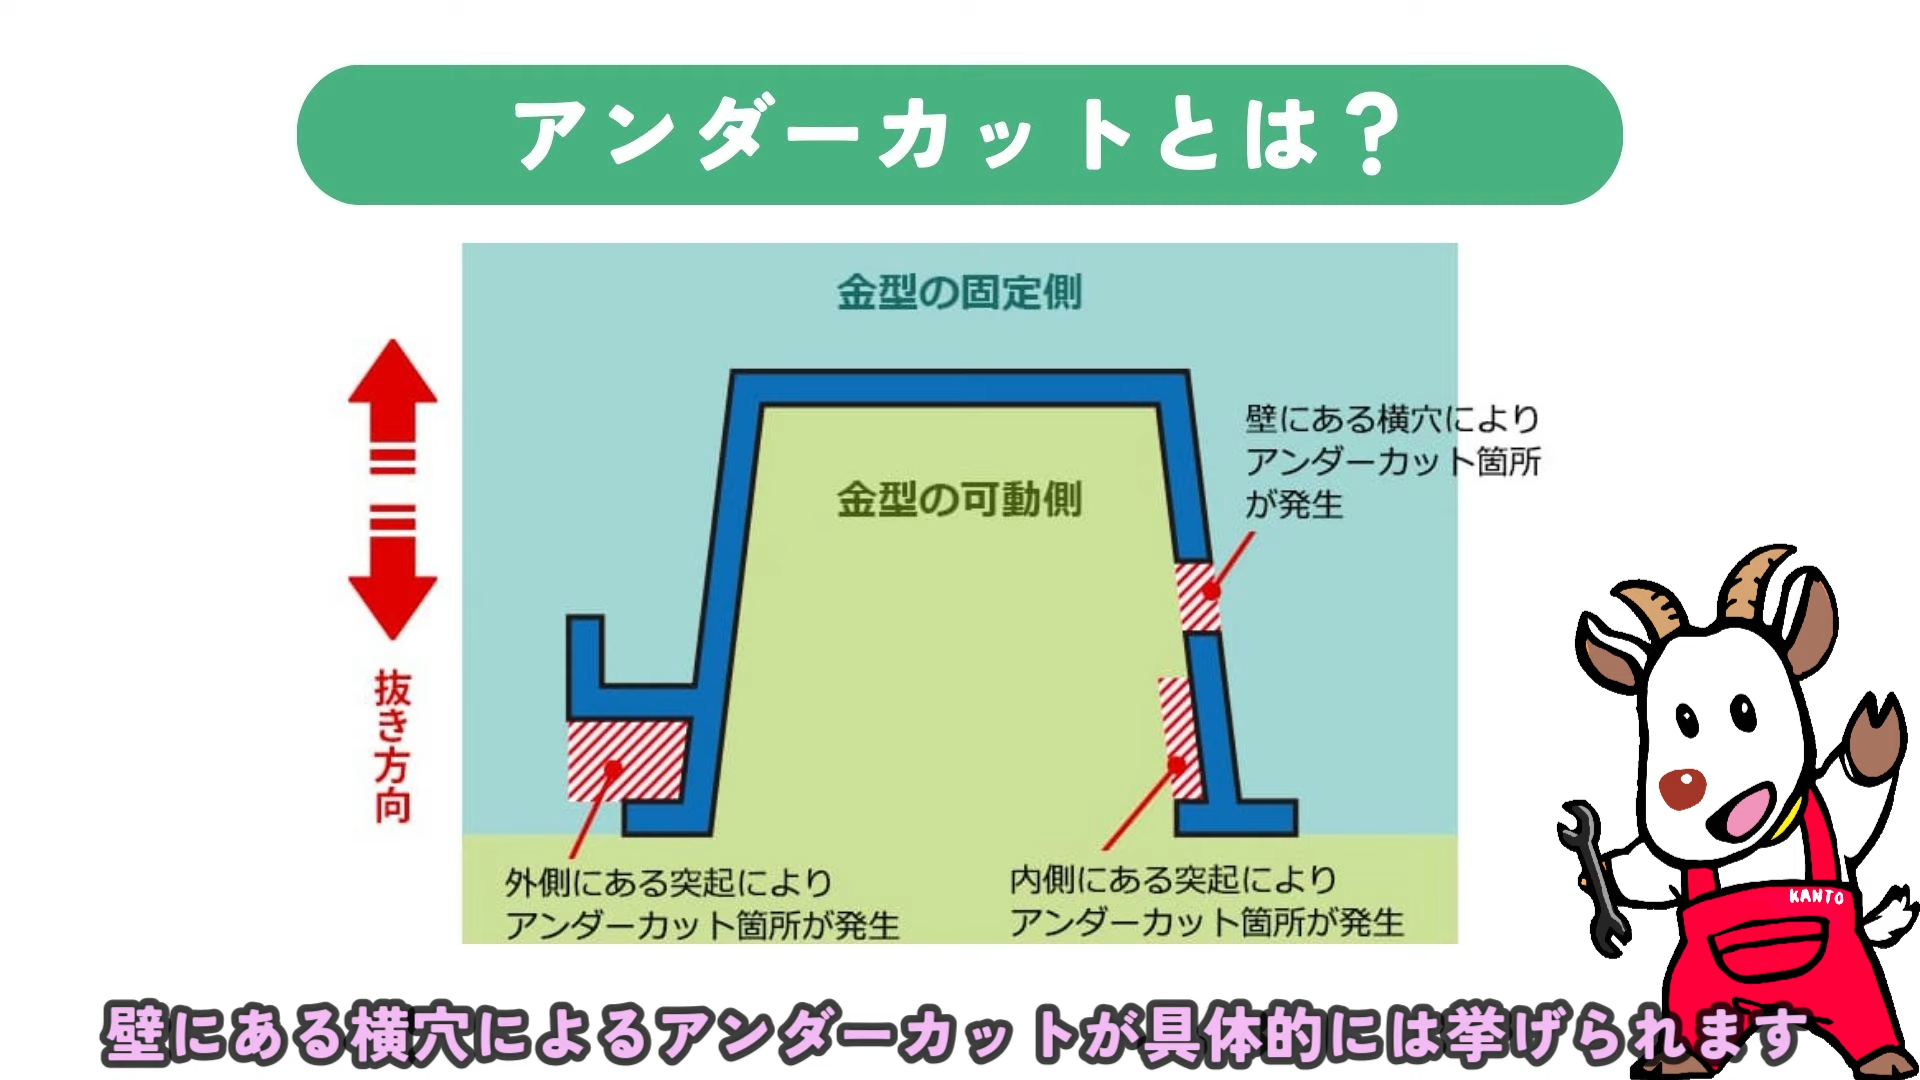 アンダーカットとは？
金型の固定側
壁にある横穴により
アンダーカット箇所
が発生
金型の可動側
抜き方向
外側にある突起により
アンダーカット箇所が発生
内側にある突起により
アンダーカット箇所が発生
KANTO
壁にある横穴によるアンダーカットが具体的には挙げられます